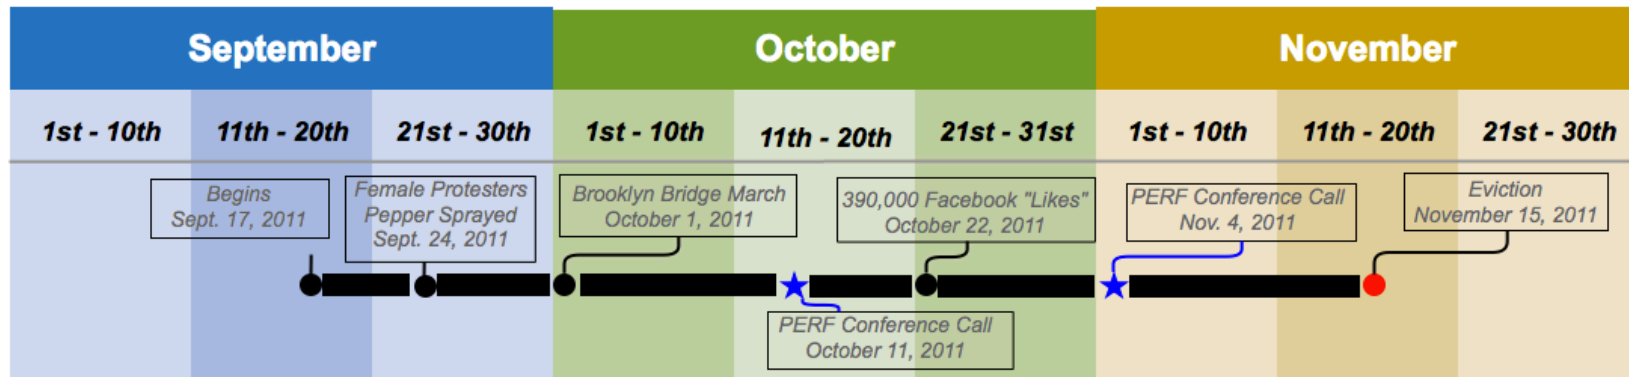 September
October
November
1st - 10th
11th - 20th
21st - 30th
1st - 10th
11th - 20th
21st - 31st
1st - 10th
11th - 20th
21st - 30th
Begins
Sept. 17, 2011
Female Protesters
Pepper Sprayed
Sept. 24, 2011
Brooklyn Bridge March
October 1, 2011
390,000 Facebook "Likes"
October 22, 2011
PERF Conference Call
Nov. 4, 2011
Eviction
November 15, 2011
PERF Conference Call
October 11, 2011